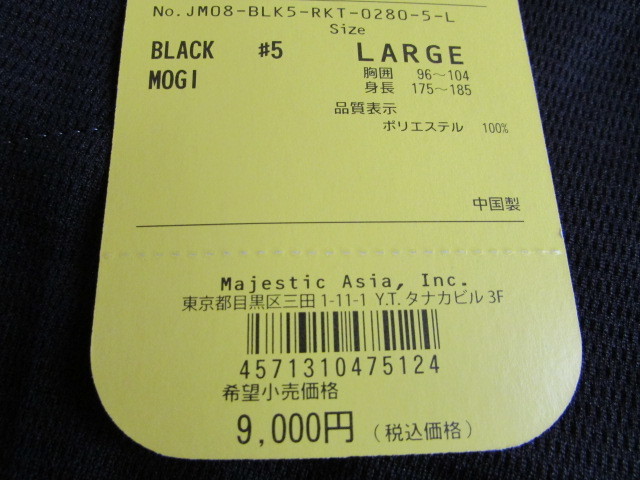 No.JM08-BLK5-RKT-0280-5-L
Size
BLACK #5 LARGE
MOGI 胸囲 96〜104
身長 175〜185
品質表示
ポリエステル 100%
中国製
Majestic Asia, Inc.
東京都目黒区三田1-11-1 Y.T.タナカビル3F
4571310475124
希望小売価格
9,000円 (税込価格)